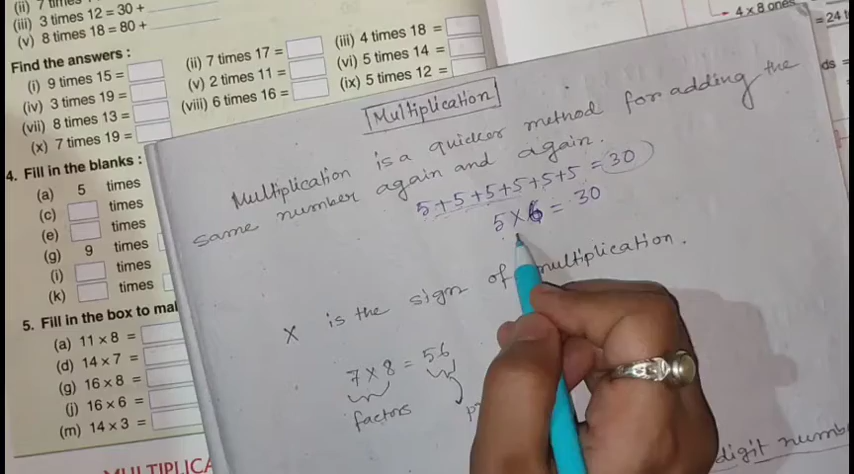 (ii) 7 times
(iii) 3 times 12 = 30 +
(v) 8 times 18 = 80 +
Find the answers :
(i) 9 times 15 =
(ii) 7 times 17 =
(iii) 4 times 18 =
(iv) 3 times 19 =
(v) 2 times 11 =
(vi) 5 times 14 =
(vii) 8 times 13 =
(viii) 6 times 16 =
(ix) 5 times 12 =
(x) 7 times 19 =
4. Fill in the blanks :
(a) 5 times
(c) times
(e) times
(g) 9 times
(i) times
(k) times
5. Fill in the box to mal
(a) 11 × 8 =
(d) 14 × 7 =
(g) 16 × 8 =
(j) 16 × 6 =
(m) 14 × 3 =
MULTIPLICA
4 × 8 ones
= 24 t
ds =
Multiplication
Multiplication is a quicker method for adding the
same number again and again.
5+5+5+5+5+5 = 30
5×6 = 30
X is the sign of multiplication.
7×8 = 56
factors
digit numb